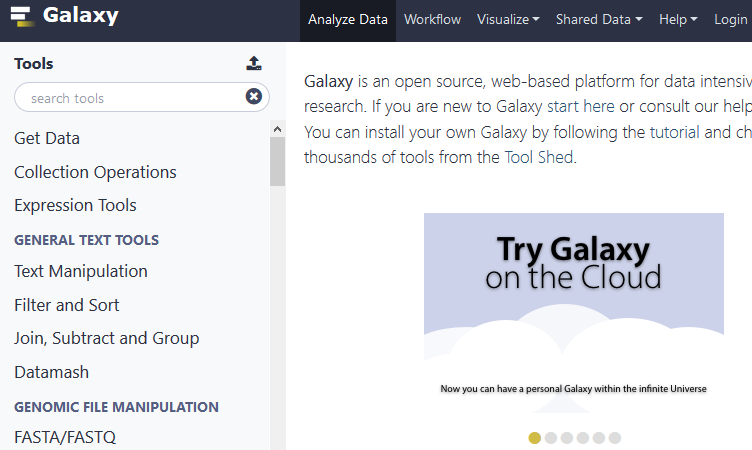 Galaxy
Analyze Data Workflow Visualize Shared Data Help Login
Tools
search tools
Get Data
Collection Operations
Expression Tools
GENERAL TEXT TOOLS
Text Manipulation
Filter and Sort
Join, Subtract and Group
Datamash
GENOMIC FILE MANIPULATION
FASTA/FASTQ
Galaxy is an open source, web-based platform for data
research. If you are new to Galaxy start here or consult our help
You can install your own Galaxy by following the tutorial and
thousands of tools from the Tool Shed.
Try Galaxy
on the Cloud
Now you can have a personal Galaxy within the infinite Universe